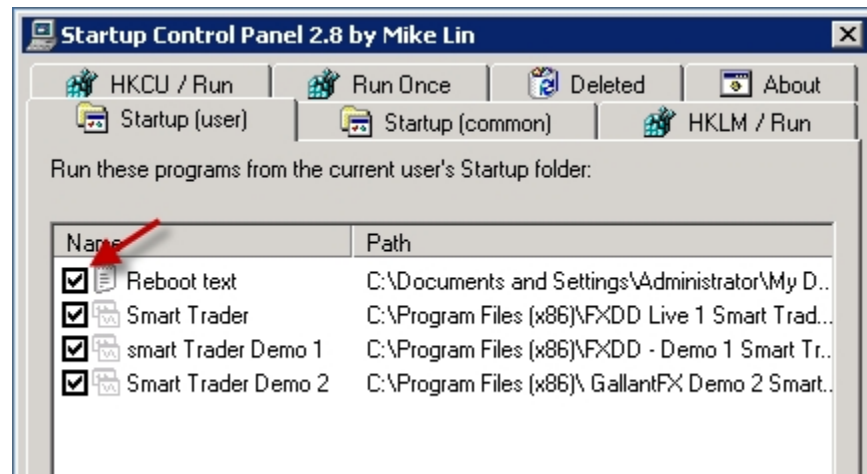 Startup Control Panel 2.8 by Mike Lin
HKCU / Run Run Once Deleted About
Startup (user) Startup (common) HKLM / Run
Run these programs from the current user's Startup folder:
Name Path
Reboot text C:\Documents and Settings\Administrator\My D..
Smart Trader C:\Program Files (x86)\FXDD Live 1 Smart Trad...
smart Trader Demo 1 C:\Program Files (x86)\FXDD - Demo 1 Smart Tr..
Smart Trader Demo 2 C:\Program Files (x86)\ GallantFX Demo 2 Smart..